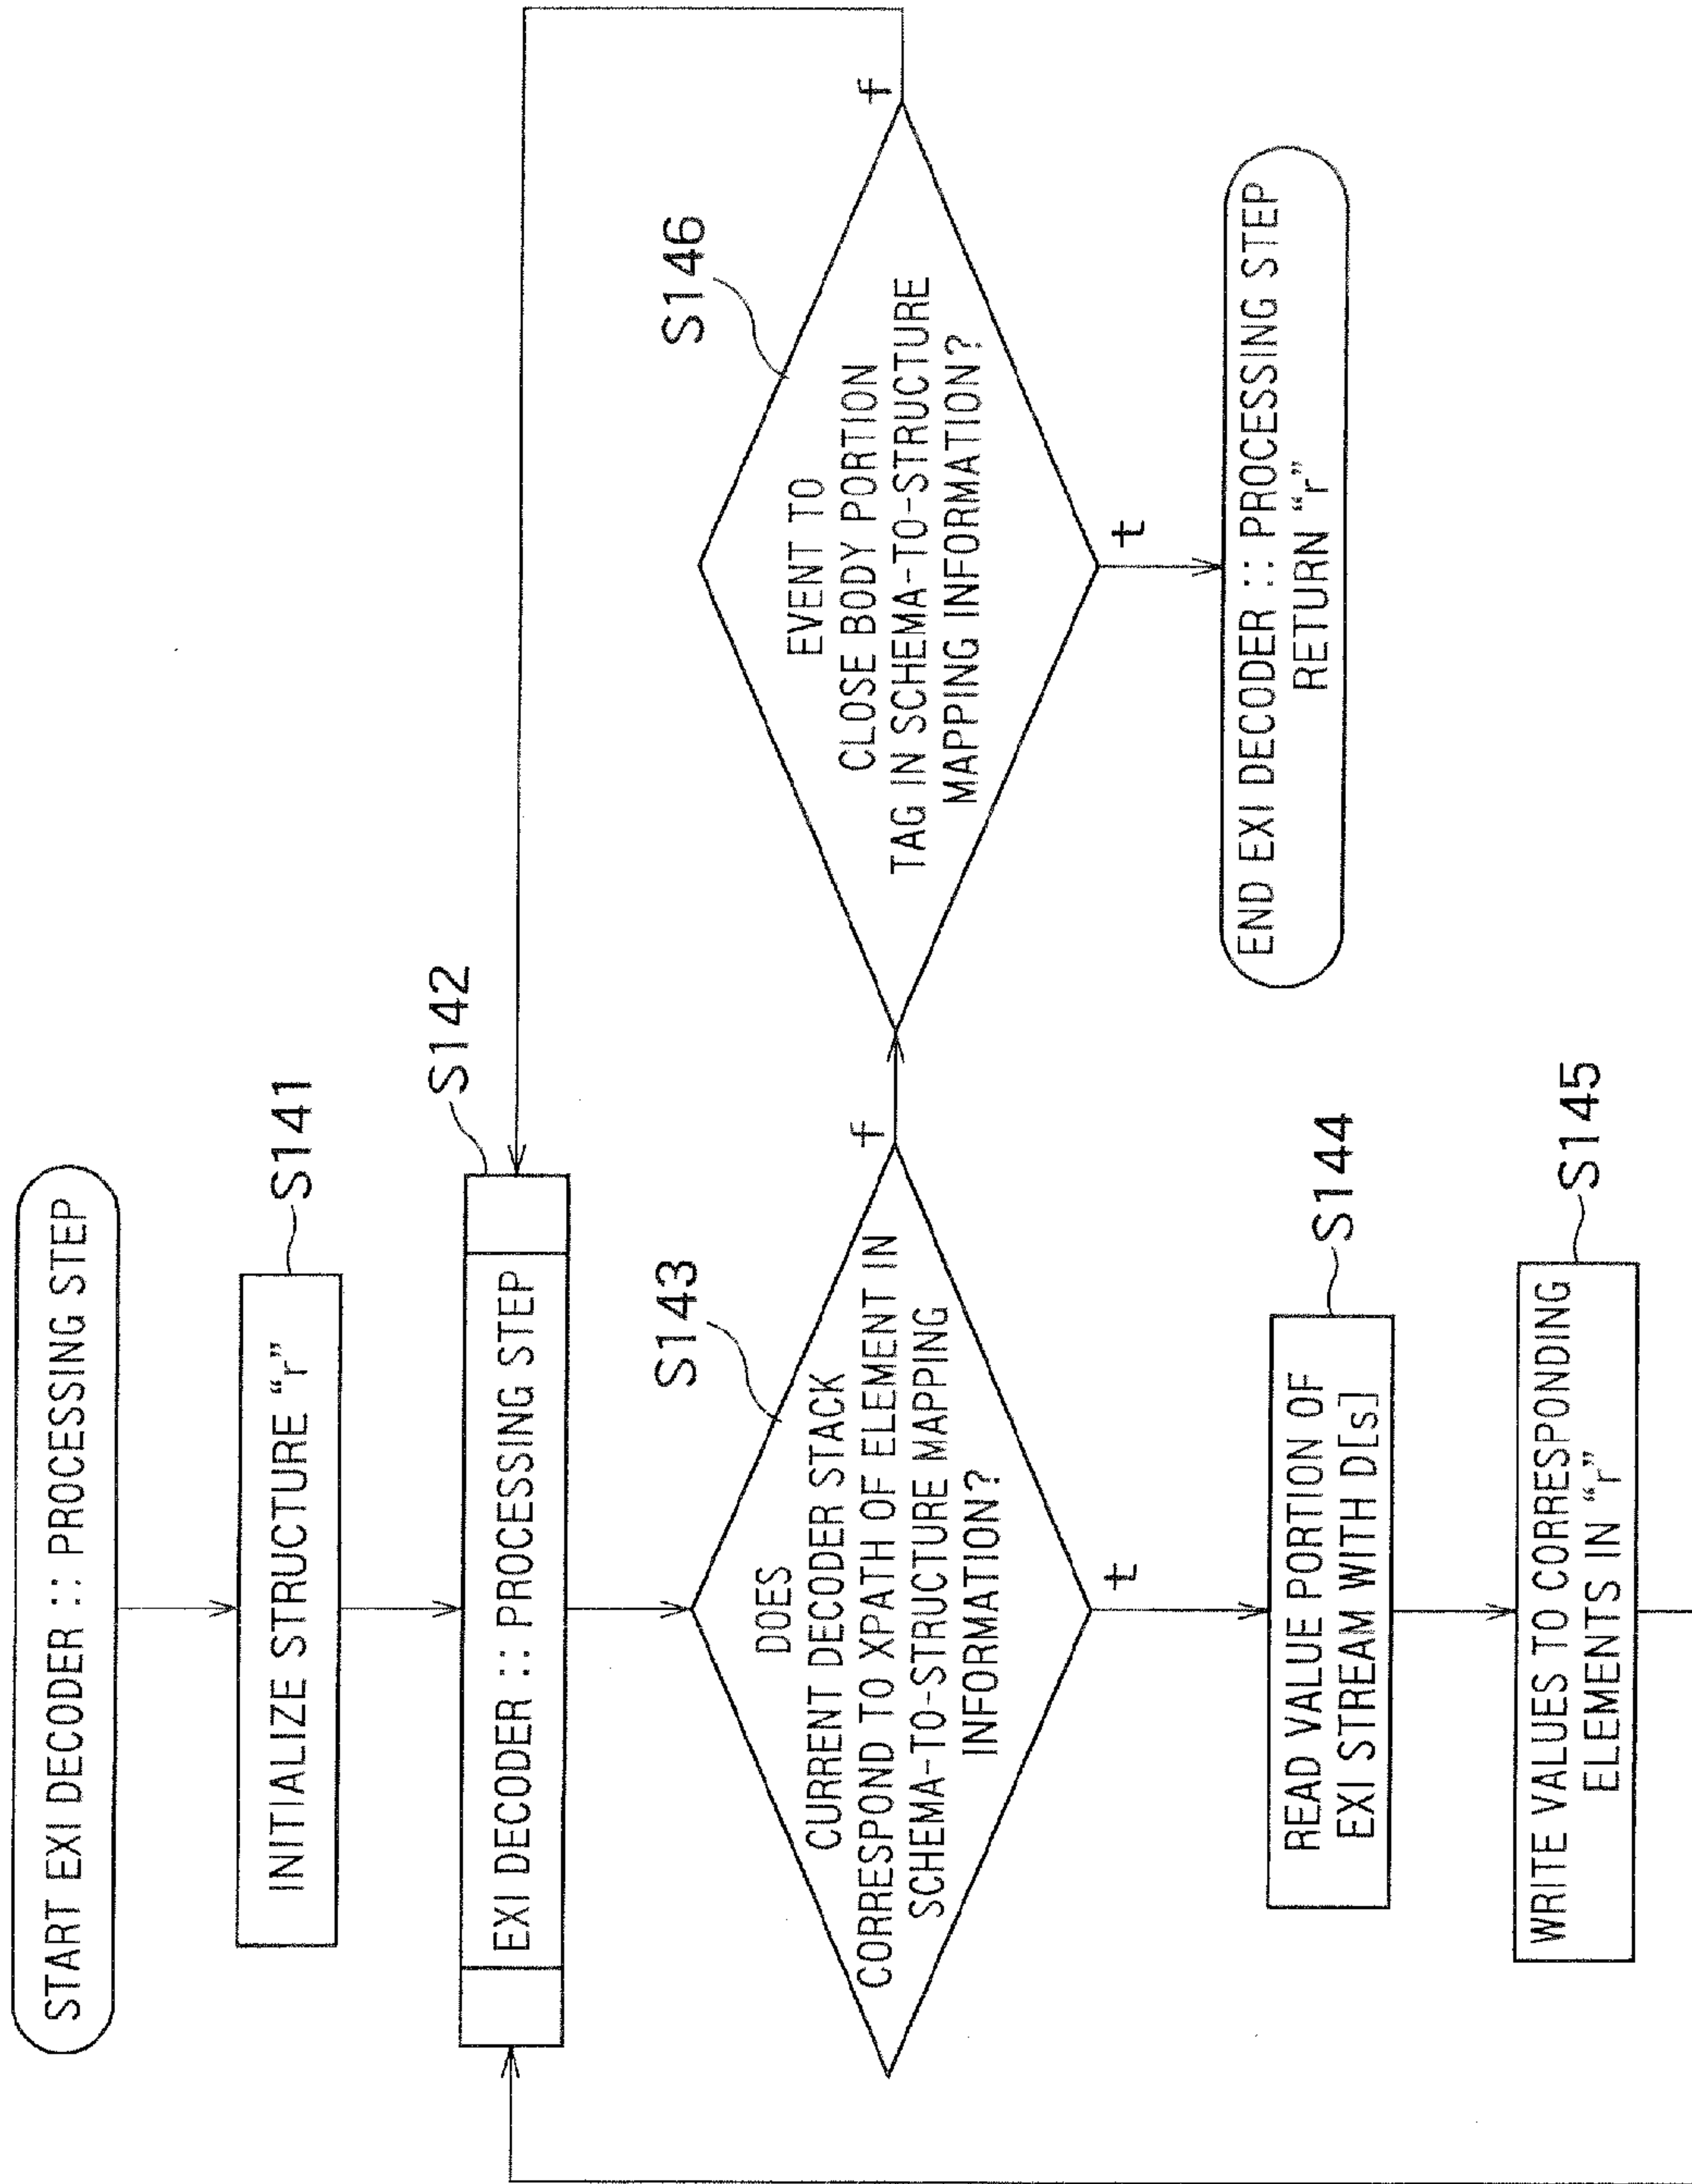 START EXI DECODER :: PROCESSING STEP
INITIALIZE STRUCTURE “r”
S141
EXI DECODER :: PROCESSING STEP
S142
DOES
CURRENT DECODER STACK
CORRESPOND TO XPATH OF ELEMENT IN
SCHEMA-TO-STRUCTURE MAPPING
INFORMATION?
S143
f
t
READ VALUE PORTION OF
EXI STREAM WITH D[s]
S144
WRITE VALUES TO CORRESPONDING
ELEMENTS IN “r”
S145
EVENT TO
CLOSE BODY PORTION
TAG IN SCHEMA-TO-STRUCTURE
MAPPING INFORMATION?
S146
f
t
END EXI DECODER :: PROCESSING STEP
RETURN “r”